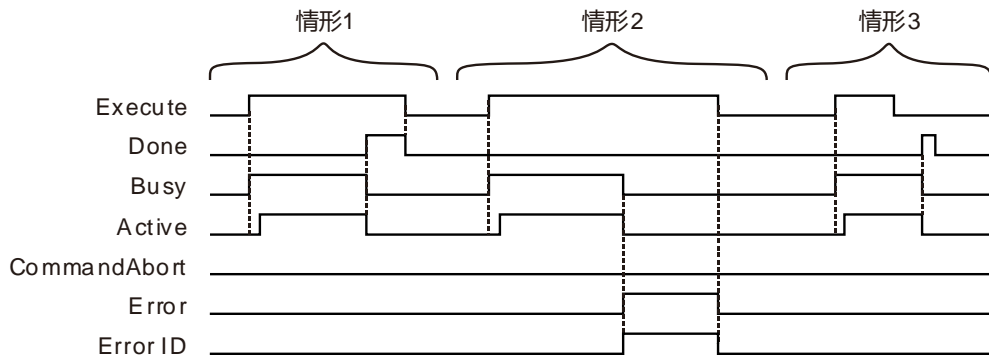 情形1
情形2
情形3
Execute
Done
Busy
Active
CommandAbort
Error
Error ID